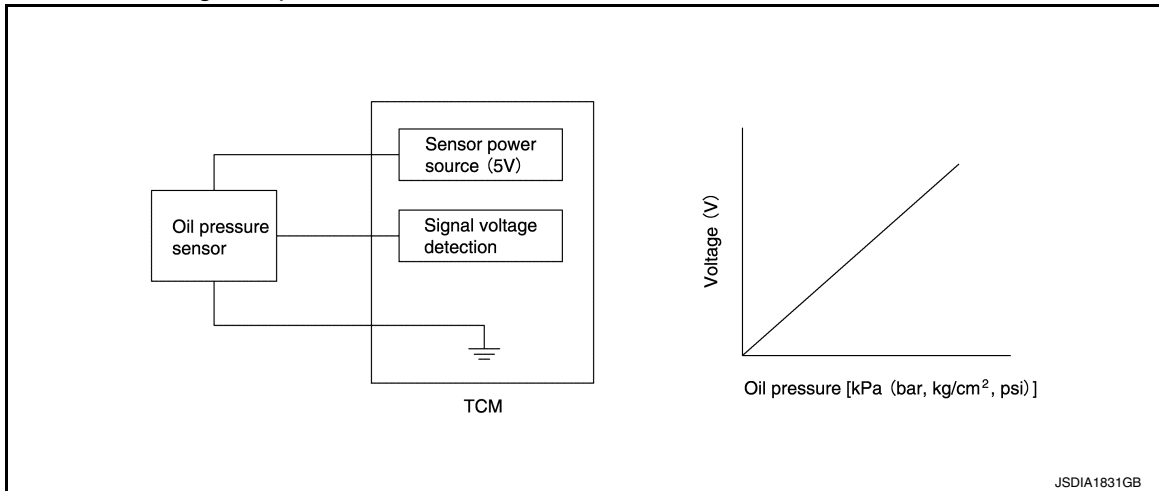 Sensor power
source (5V)
Oil pressure
sensor
Signal voltage
detection
TCM
Voltage (V)
Oil pressure [kPa (bar, kg/cm², psi)]
JSDIA1831GB